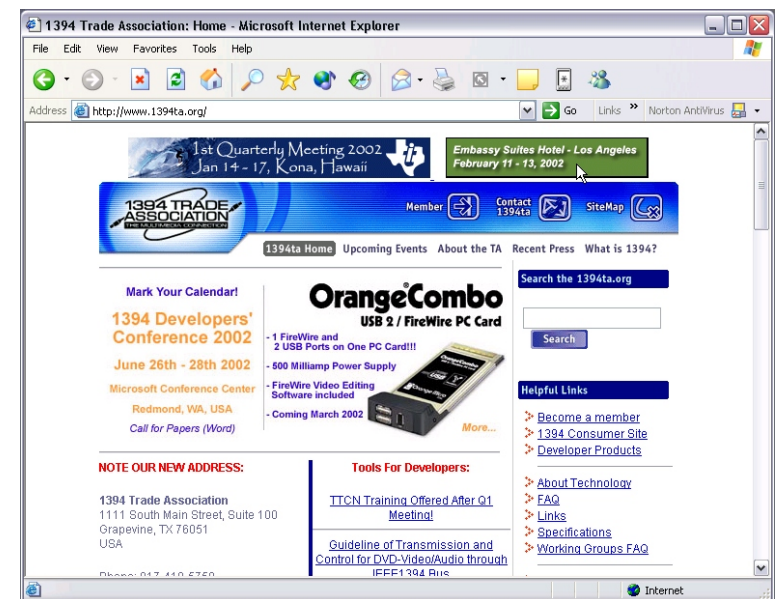 1394 Trade Association: Home - Microsoft Internet Explorer
File Edit View Favorites Tools Help
Address http://www.1394ta.org/ Go Links » Norton AntiVirus
1st Quarterly Meeting 2002
Jan 14 - 17, Kona, Hawaii
Embassy Suites Hotel - Los Angeles
February 11 - 13, 2002
1394 TRADE
ASSOCIATION
THE MULTIMEDIA CONNECTION
Member
Contact
1394ta
SiteMap
1394ta Home Upcoming Events About the TA Recent Press What is 1394?
Mark Your Calendar!
1394 Developers'
Conference 2002
June 26th - 28th 2002
Microsoft Conference Center
Redmond, WA, USA
Call for Papers (Word)
OrangeCombo
USB 2 / FireWire PC Card
- 1 FireWire and
2 USB Ports on One PC Card!!!
- 500 Milliamp Power Supply
- FireWire Video Editing
Software included
- Coming March 2002
More...
Search the 1394ta.org
Search
Helpful Links
Become a member
1394 Consumer Site
Developer Products
About Technology
FAQ
Links
Specifications
Working Groups FAQ
NOTE OUR NEW ADDRESS:
1394 Trade Association
1111 South Main Street, Suite 100
Grapevine, TX 76051
USA
Tools For Developers:
TTCN Training Offered After Q1
Meeting!
Guideline of Transmission and
Control for DVD-Video/Audio through
IEEE1394 Bus
Internet